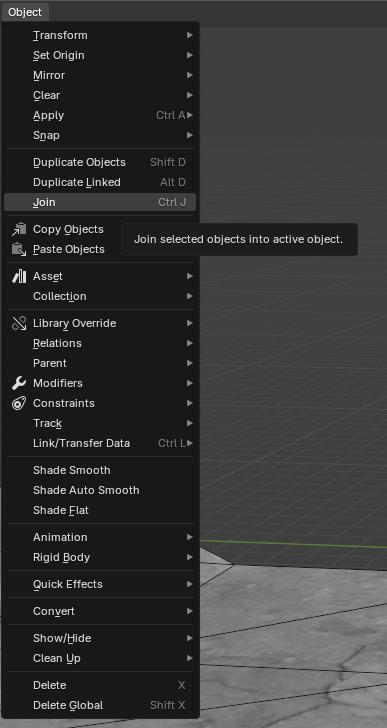 Object
Transform
Set Origin
Mirror
Clear
Apply Ctrl A
Snap
Duplicate Objects Shift D
Duplicate Linked Alt D
Join Ctrl J
Copy Objects
Join selected objects into active object.
Paste Objects
Asset
Collection
Library Override
Relations
Parent
Modifiers
Constraints
Track
Link/Transfer Data Ctrl L
Shade Smooth
Shade Auto Smooth
Shade Flat
Animation
Rigid Body
Quick Effects
Convert
Show/Hide
Clean Up
Delete X
Delete Global Shift X